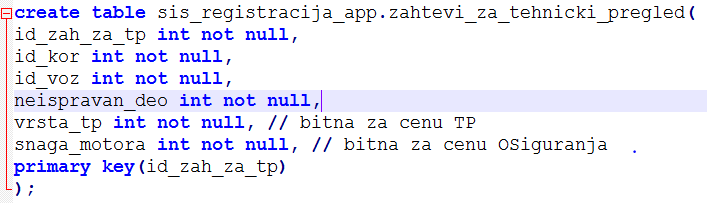 create table sis_registracija_app.zahtevi_za_tehnicki_pregled(
id_zah_za_tp int not null,
id_kor int not null,
id_voz int not null,
neispravan_deo int not null,
vrsta_tp int not null, // bitna za cenu TP
snaga_motora int not null, // bitna za cenu OSiguranja .
primary key(id_zah_za_tp)
);